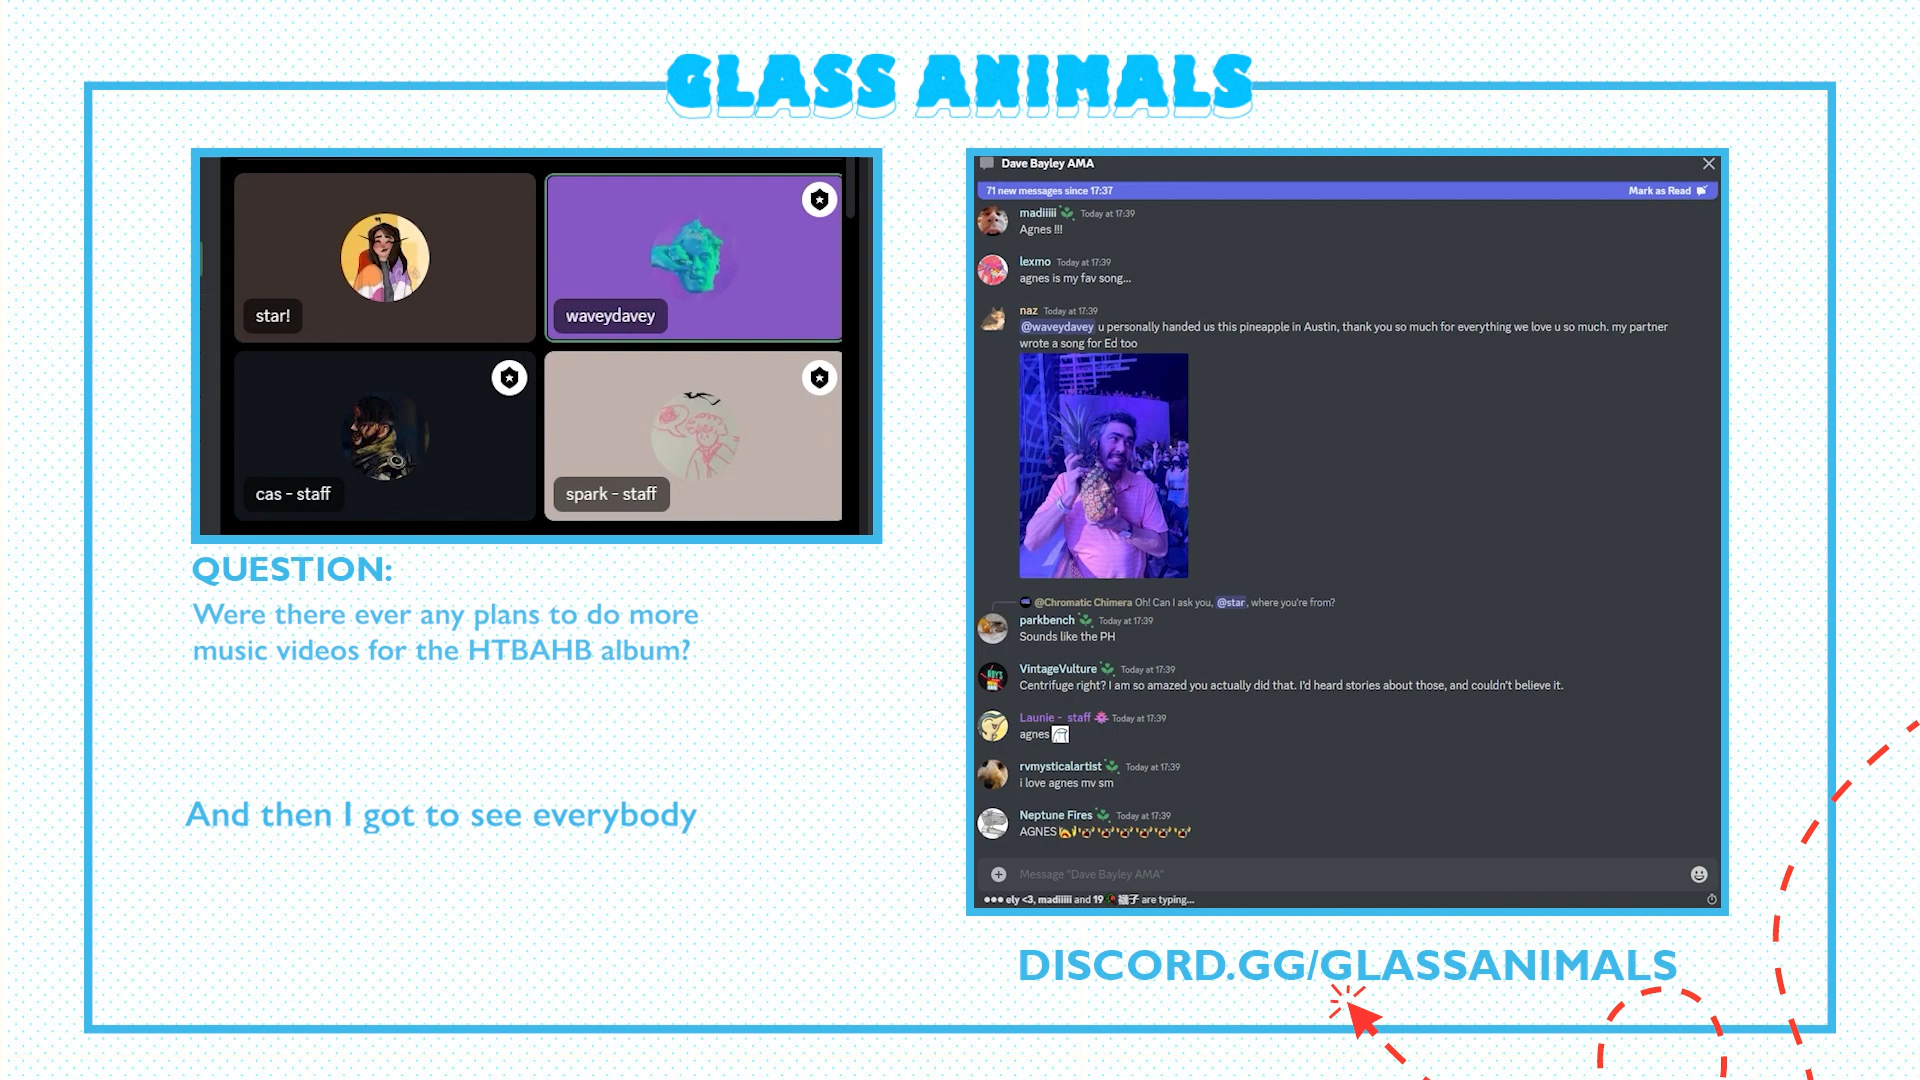 GLASS ANIMALS
star!
waveydavey
cas - staff
spark - staff
QUESTION:
Were there ever any plans to do more
music videos for the HTBAHB album?
And then I got to see everybody
Dave Bayley AMA
71 new messages since 17:37
Mark as Read
madiiiii Today at 17:39
Agnes !!!
lexmo Today at 17:39
agnes is my fav song...
naz Today at 17:39
@waveydavey u personally handed us this pineapple in Austin, thank you so much for everything we love u so much. my partner
wrote a song for Ed too
@Chromatic Chimera Oh! Can I ask you, @star, where you're from?
parkbench Today at 17:39
Sounds like the PH
VintageVulture Today at 17:39
Centrifuge right? I am so amazed you actually did that. I'd heard stories about those, and couldn't believe it.
Launie - staff Today at 17:39
agnes
rvmysticalartist Today at 17:39
i love agnes mv sm
Neptune Fires Today at 17:39
AGNES
Message "Dave Bayley AMA"
ely <3, madiiiii and 19 are typing...
DISCORD.GG/GLASSANIMALS